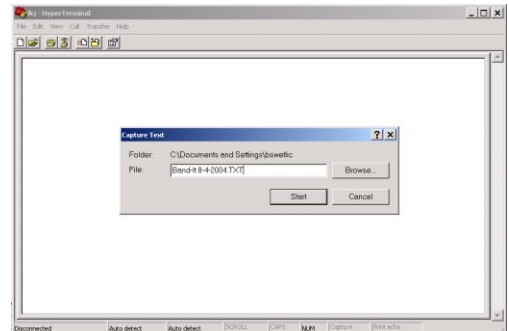 lkj - HyperTerminal
File Edit View Call Transfer Help
Capture Text
Folder: C:\Documents and Settings\bswetlic
File: Band-It 8-4-2004.TXT
Browse...
Start Cancel
Disconnected Auto detect Auto detect SCROLL CAPS NUM Capture Print echo